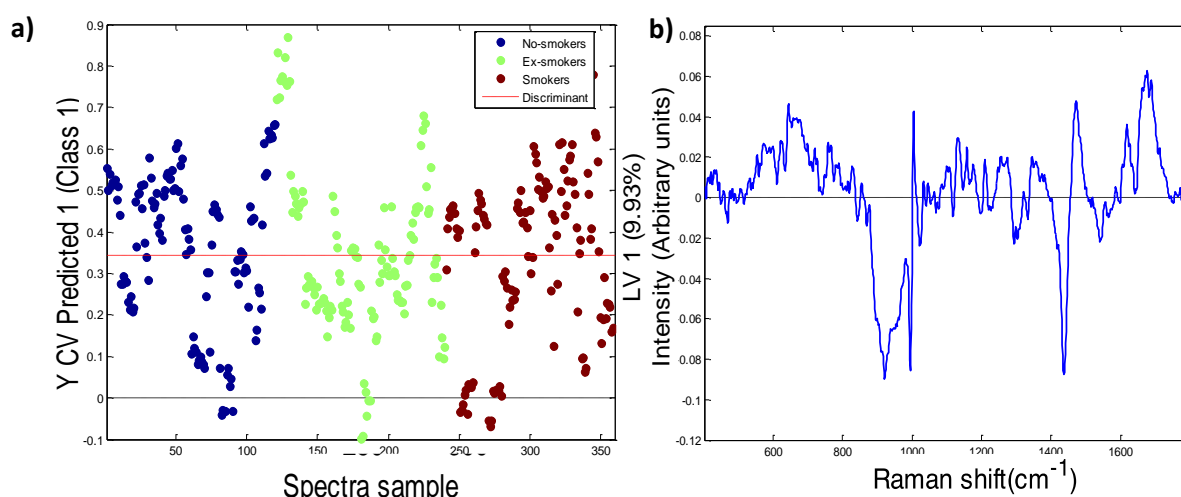 a)
Y CV Predicted 1 (Class 1)
0.9
0.8
0.7
0.6
0.5
0.4
0.3
0.2
0.1
0
-0.1
No-smokers
Ex-smokers
Smokers
Discriminant
50 100 150 200 250 300 350
Spectra sample
b)
LV 1 (9.93%)
Intensity (Arbitrary units)
0.08
0.06
0.04
0.02
0
0.02
0.04
0.06
0.08
-0.1
-0.12
600 800 1000 1200 1400 1600
Raman shift(cm-1)